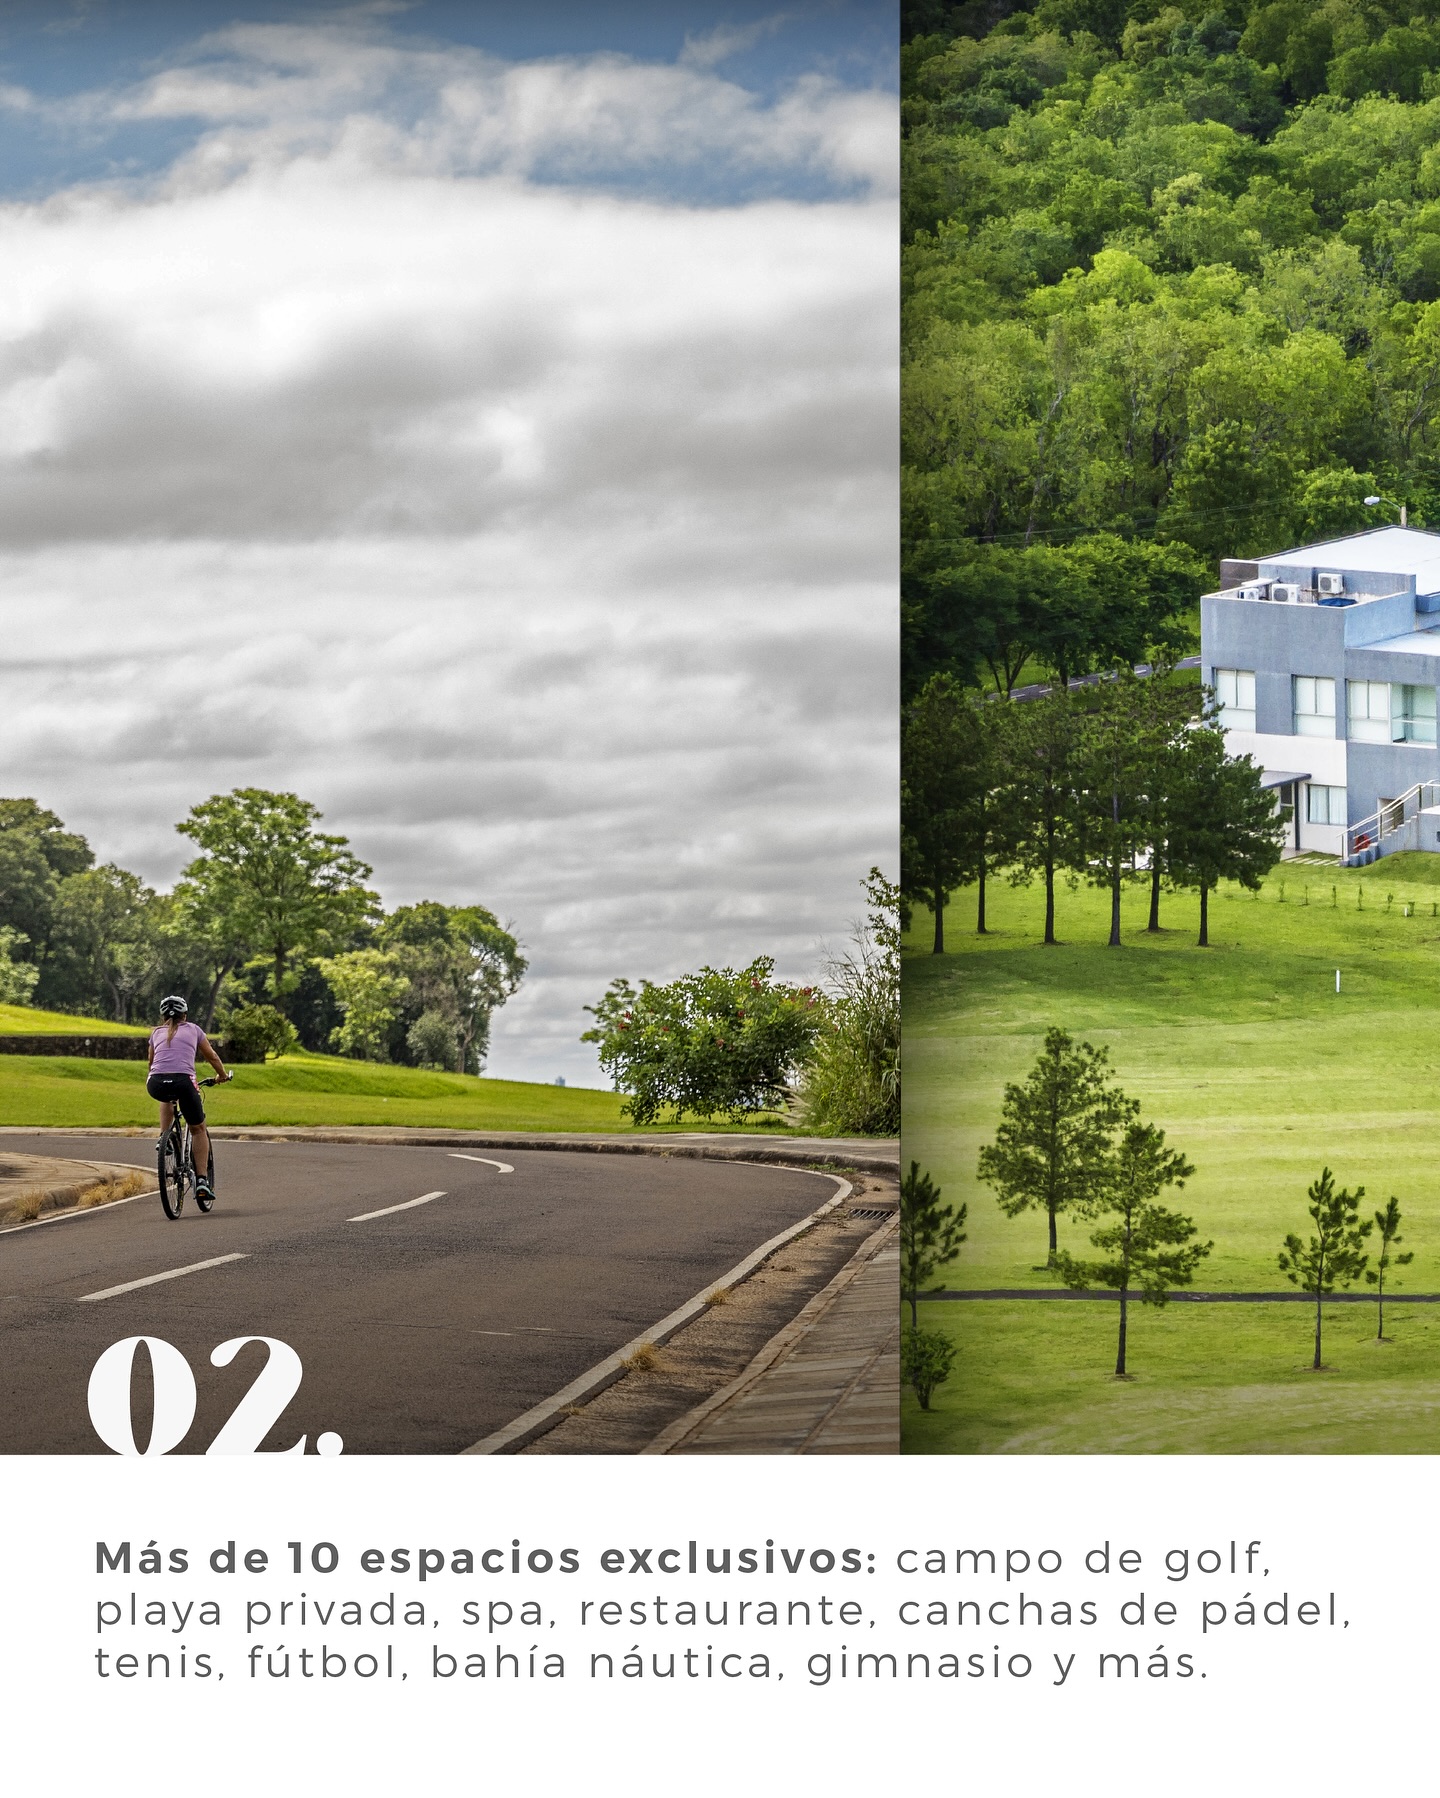 02.
Más de 10 espacios exclusivos: campo de golf,
playa privada, spa, restaurante, canchas de pádel,
tenis, fútbol, bahía náutica, gimnasio y más.